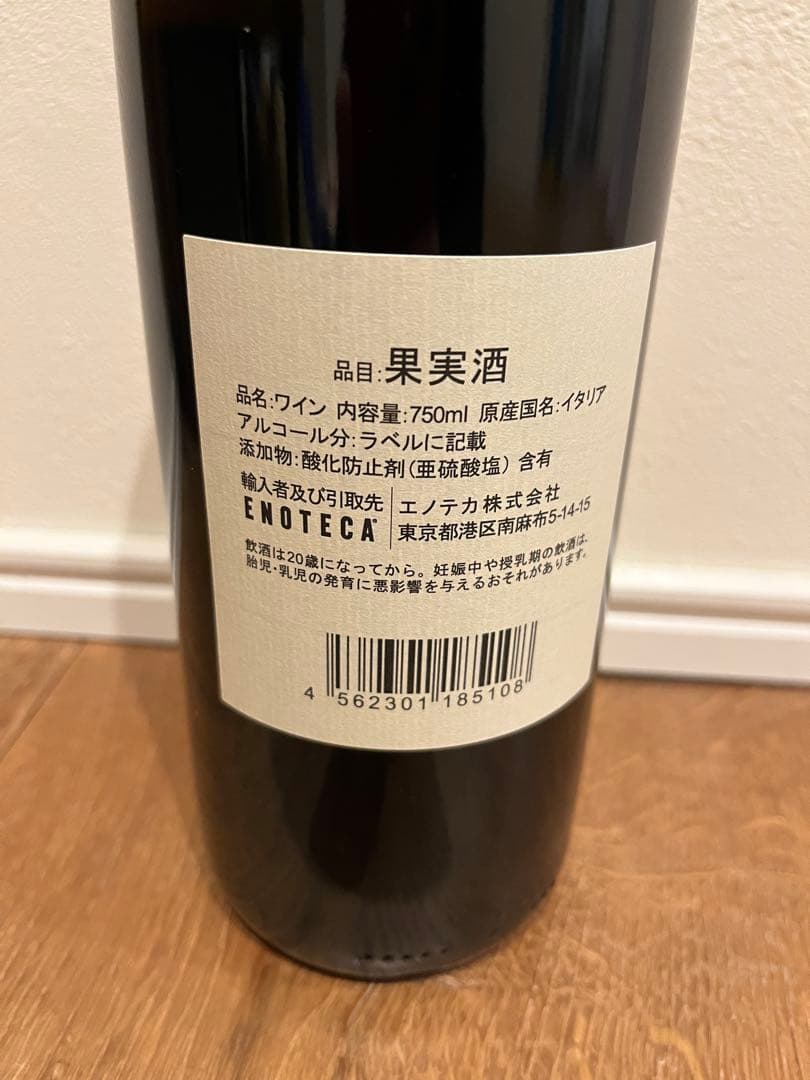 品目:果実酒
品名:ワイン 内容量:750ml 原産国名:イタリア
アルコール分:ラベルに記載
添加物:酸化防止剤(亜硫酸塩) 含有
輸入者及び引取先
ENOTECA
エノテカ株式会社
東京都港区南麻布5-14-15
飲酒は20歳になってから。妊娠中や授乳期の飲酒は、
胎児・乳児の発育に悪影響を与えるおそれがあります。
4 562301 185108